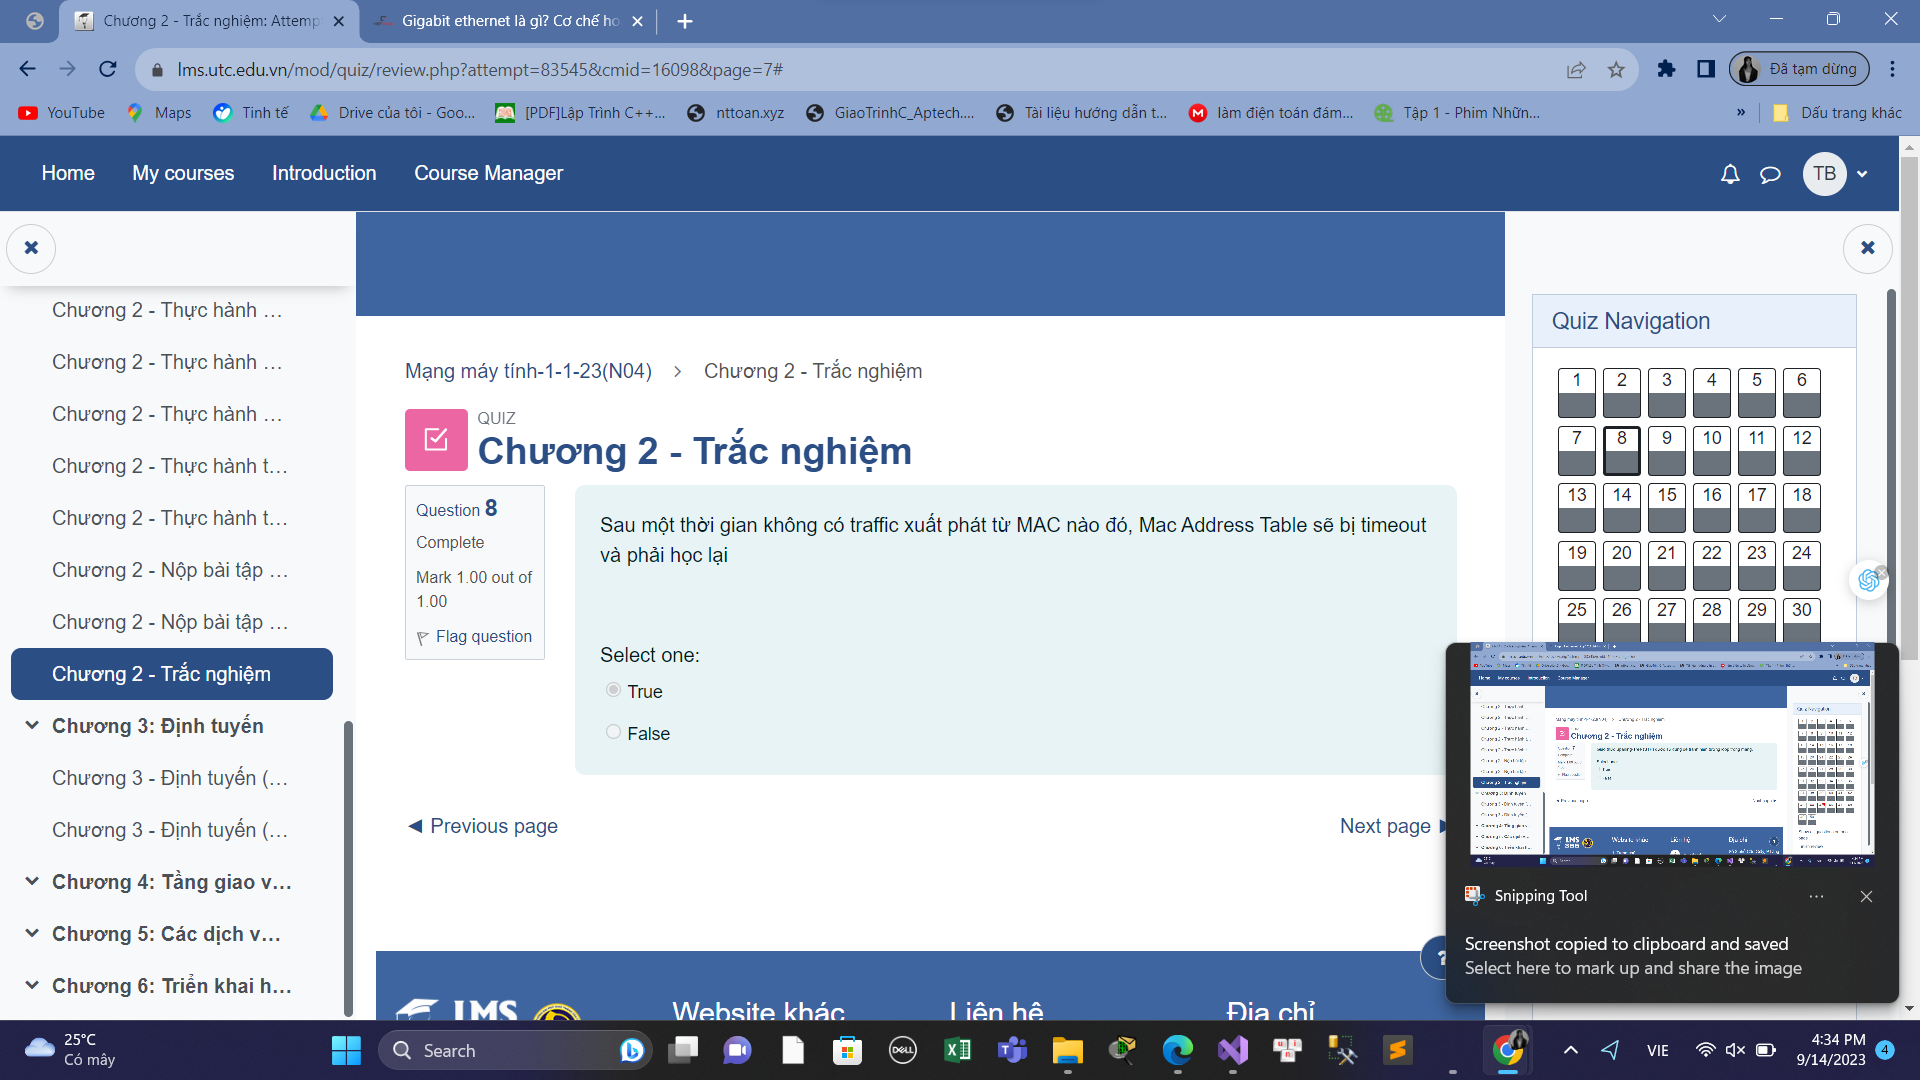 Chương 2 - Trắc nghiệm: Attemp
Gigabit ethernet là gì? Cơ chế ho
lms.utc.edu.vn/mod/quiz/review.php?attempt=83545&cmid=16098&page=7#
Đã tạm dừng
YouTube
Maps
Tinh tế
Drive của tôi - Goo...
[PDF]Lập Trình C++...
nttoan.xyz
GiaoTrinhC_Aptech....
Tài liệu hướng dẫn t...
làm điện toán đám...
Tập 1 - Phim Nhữn...
»
Dấu trang khác
Home
My courses
Introduction
Course Manager
TB
Chương 2 - Thực hành ...
Chương 2 - Thực hành ...
Chương 2 - Thực hành ...
Chương 2 - Thực hành t...
Chương 2 - Thực hành t...
Chương 2 - Nộp bài tập ...
Chương 2 - Nộp bài tập ...
Chương 2 - Trắc nghiệm
Chương 3: Định tuyến
Chương 3 - Định tuyến (...
Chương 3 - Định tuyến (...
Chương 4: Tầng giao v...
Chương 5: Các dịch v...
Chương 6: Triển khai h...
Mạng máy tính-1-1-23(N04)
Chương 2 - Trắc nghiệm
QUIZ
Chương 2 - Trắc nghiệm
Question 8
Complete
Mark 1.00 out of
1.00
Flag question
Sau một thời gian không có traffic xuất phát từ MAC nào đó, Mac Address Table sẽ bị timeout
và phải học lại
Select one:
True
False
◄ Previous page
Next page
Quiz Navigation
1 2 3 4 5 6
7 8 9 10 11 12
13 14 15 16 17 18
19 20 21 22 23 24
25 26 27 28 29 30
Snipping Tool
Screenshot copied to clipboard and saved
Select here to mark up and share the image
?
LMS
Website khác
Liên hệ
Địa chỉ
25°C
Có mây
Search
DELL
VIE
4:34 PM
9/14/2023
4